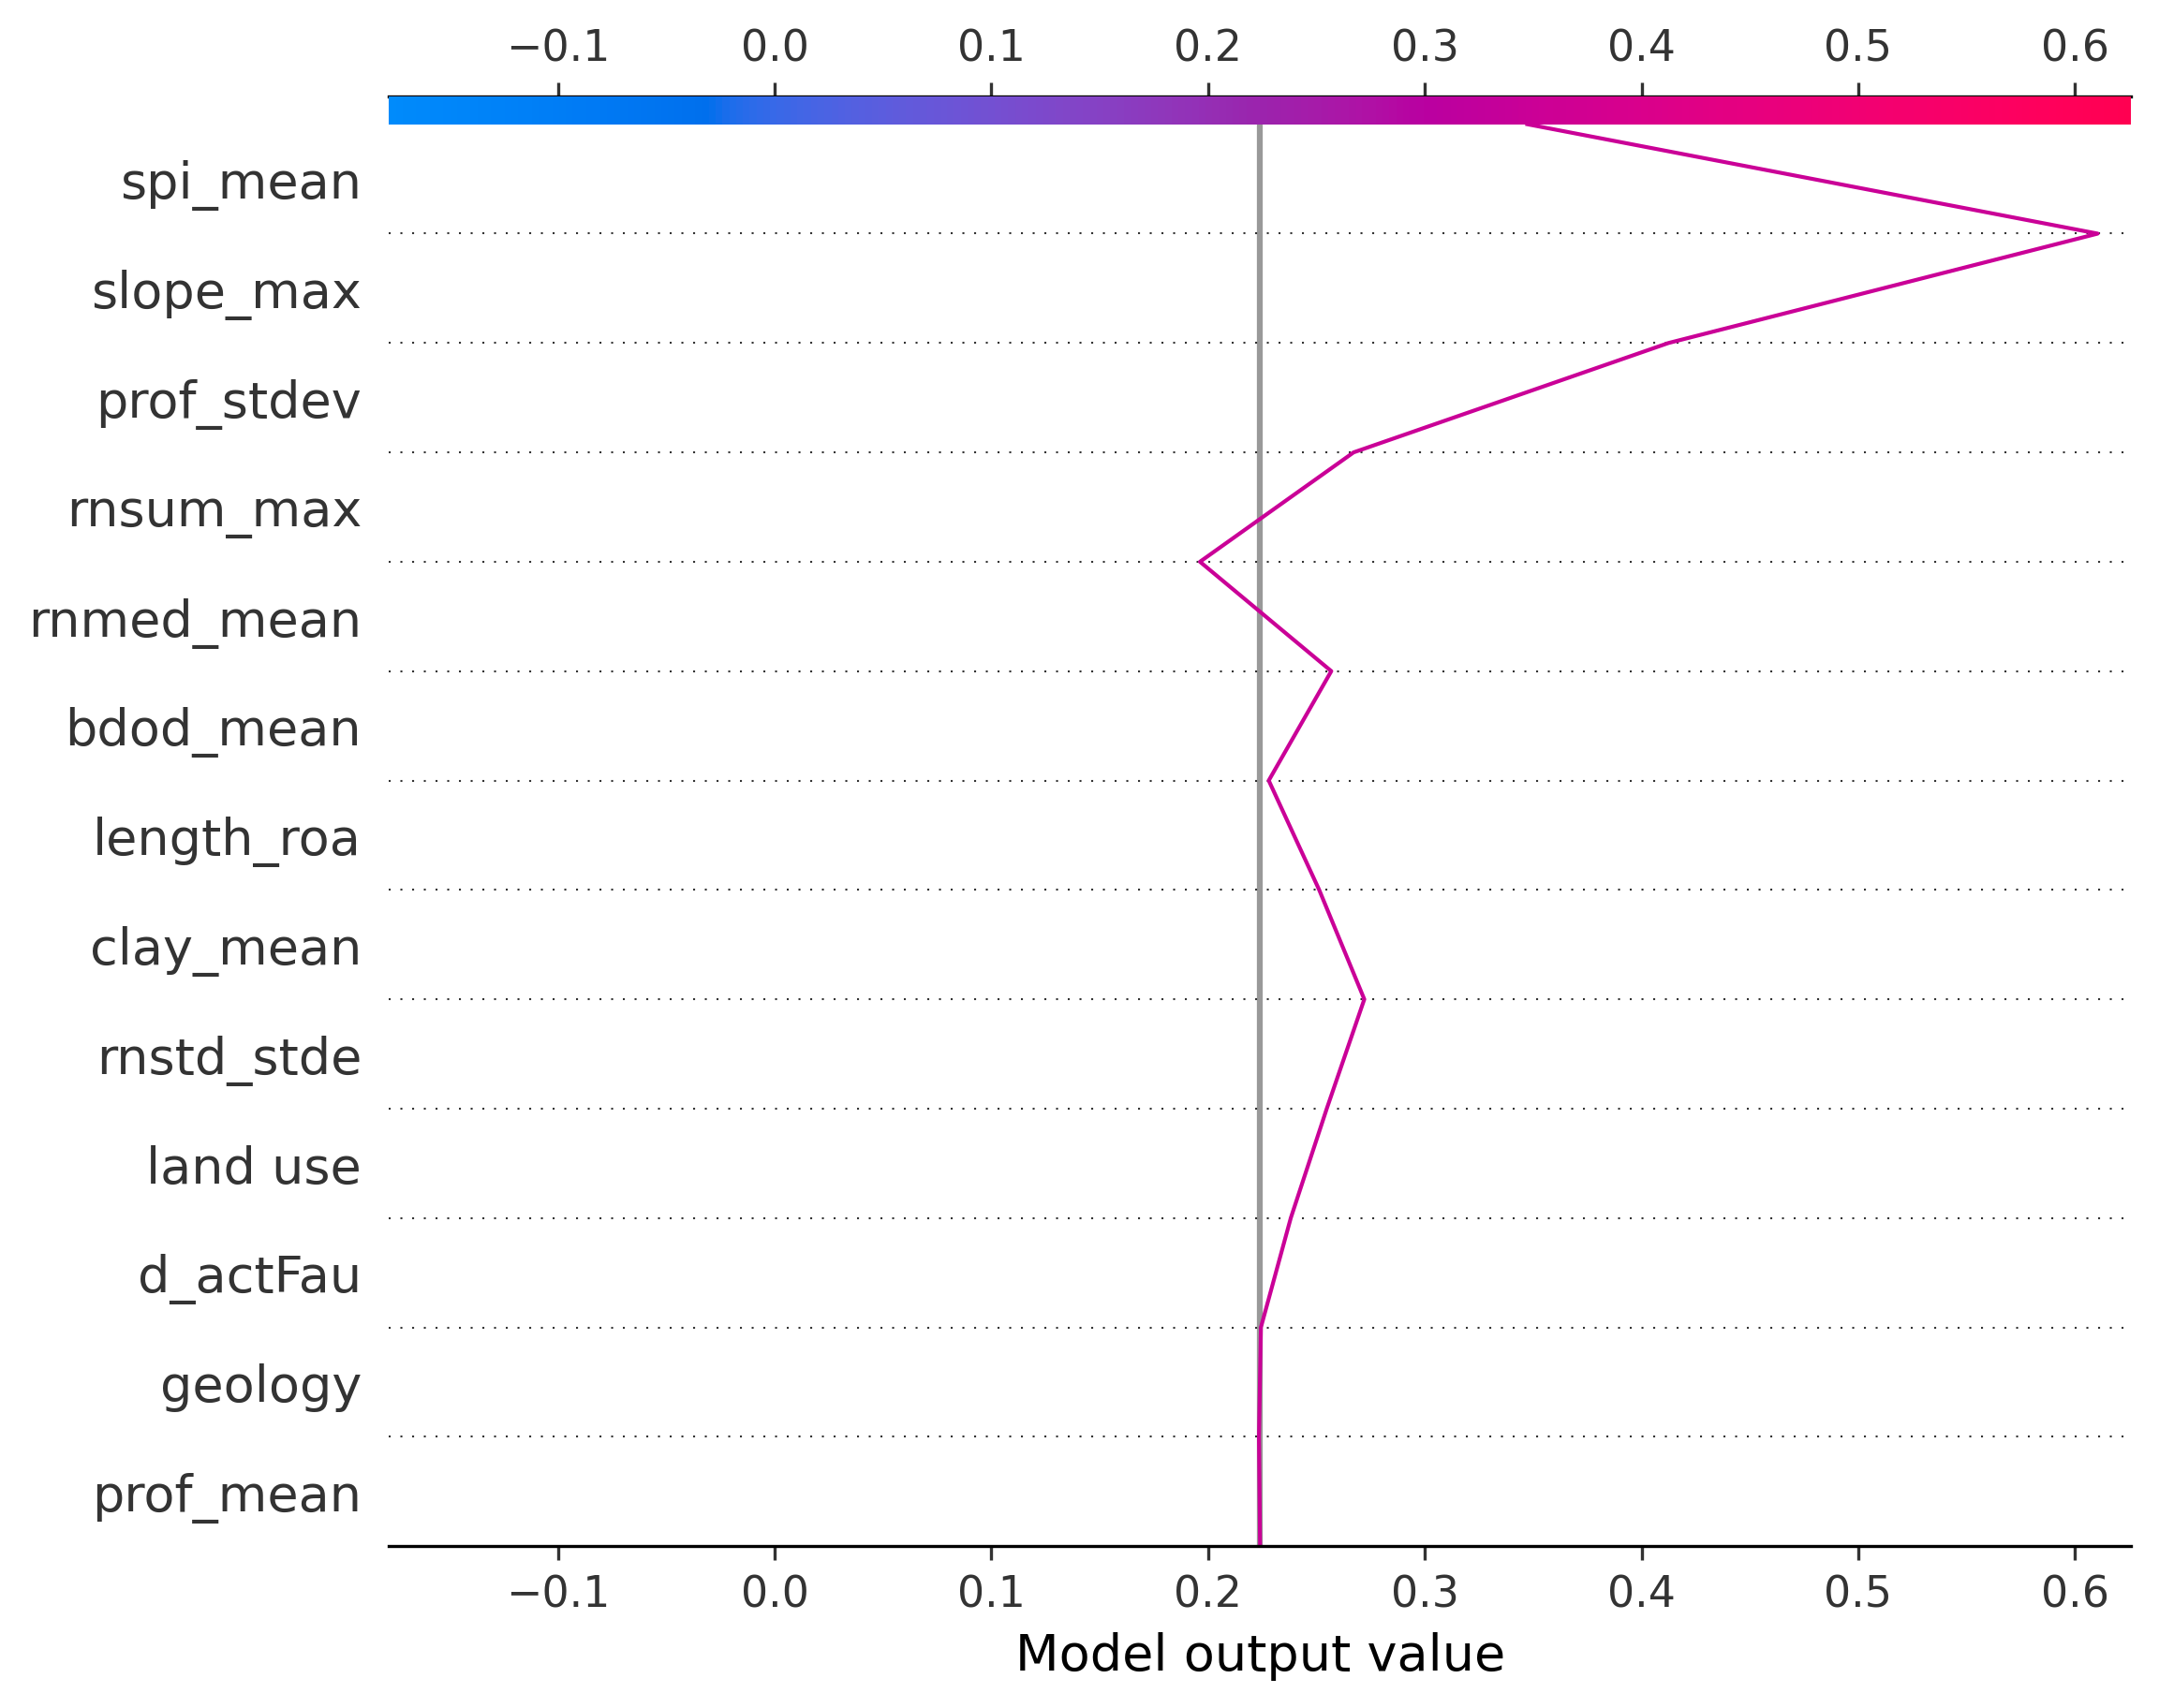 −0.1 0.0 0.1 0.2 0.3 0.4 0.5 0.6
spi_mean
slope_max
prof_stdev
rnsum_max
rnmed_mean
bdod_mean
length_roa
clay_mean
rnstd_stde
land use
d_actFau
geology
prof_mean
−0.1 0.0 0.1 0.2 0.3 0.4 0.5 0.6
Model output value